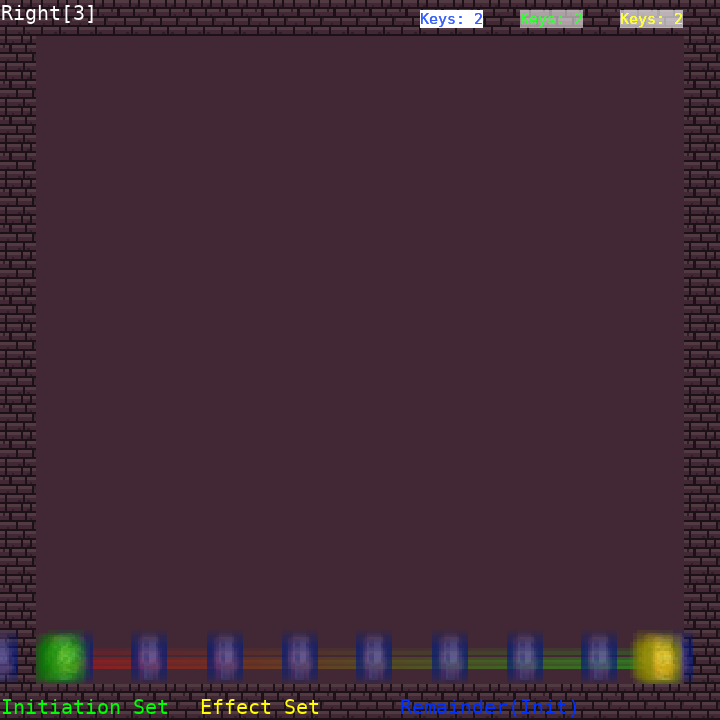 Right[3]
Keys: 2 Keys: 2 Keys: 2
Initiation Set Effect Set Remainder(Init)